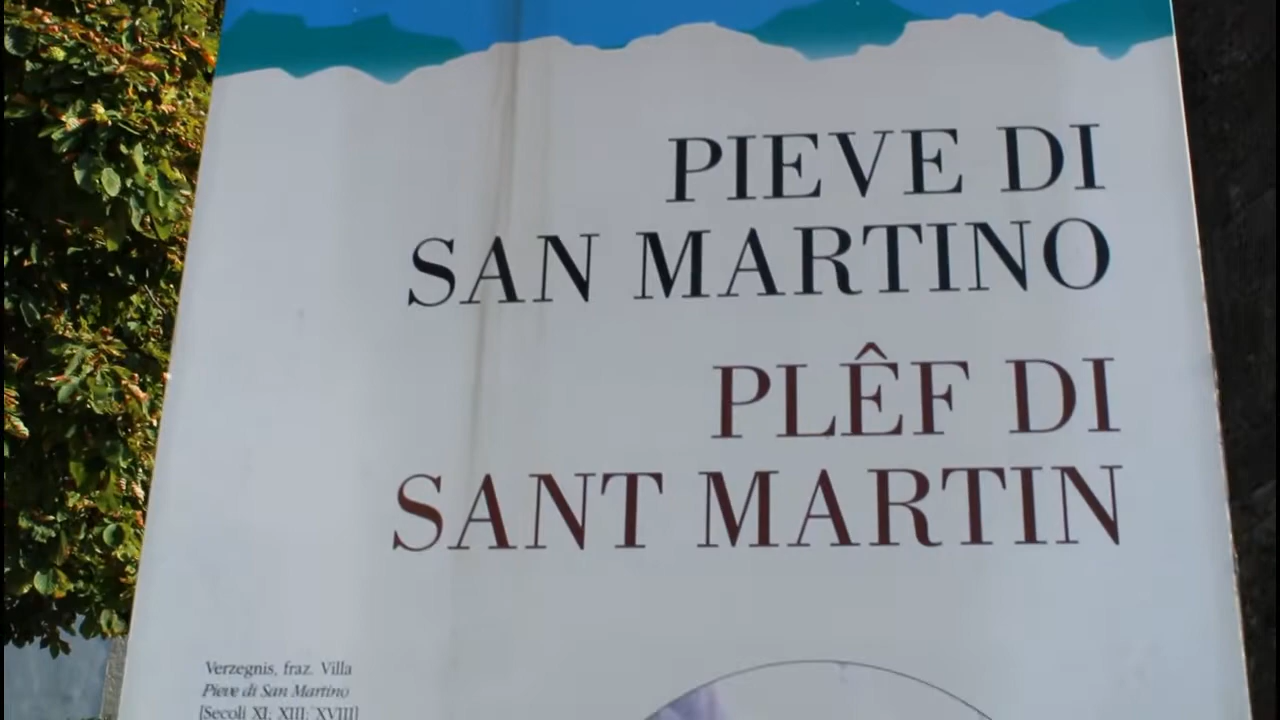 PIEVE DI
SAN MARTINO
PLÊF DI
SANT MARTIN
Verzegnis, fraz. Villa
Pieve di San Martino
[Secoli XI; XIII; XVIII]